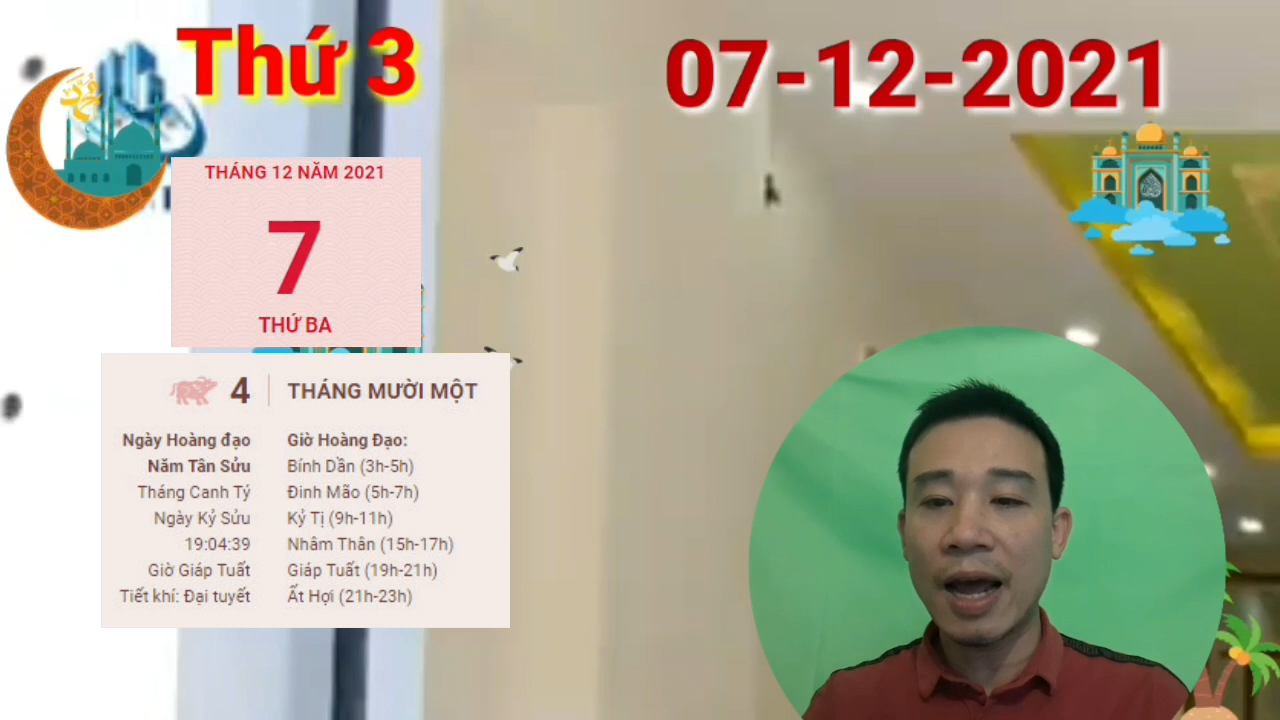 Thứ 3
07-12-2021
THÁNG 12 NĂM 2021
7
THỨ BA
4
THÁNG MƯỜI MỘT
Ngày Hoàng đạo
Năm Tân Sửu
Tháng Canh Tý
Ngày Kỷ Sửu
19:04:39
Giờ Giáp Tuất
Tiết khí: Đại tuyết
Giờ Hoàng Đạo:
Bính Dần (3h-5h)
Đinh Mão (5h-7h)
Kỷ Tị (9h-11h)
Nhâm Thân (15h-17h)
Giáp Tuất (19h-21h)
Ất Hợi (21h-23h)